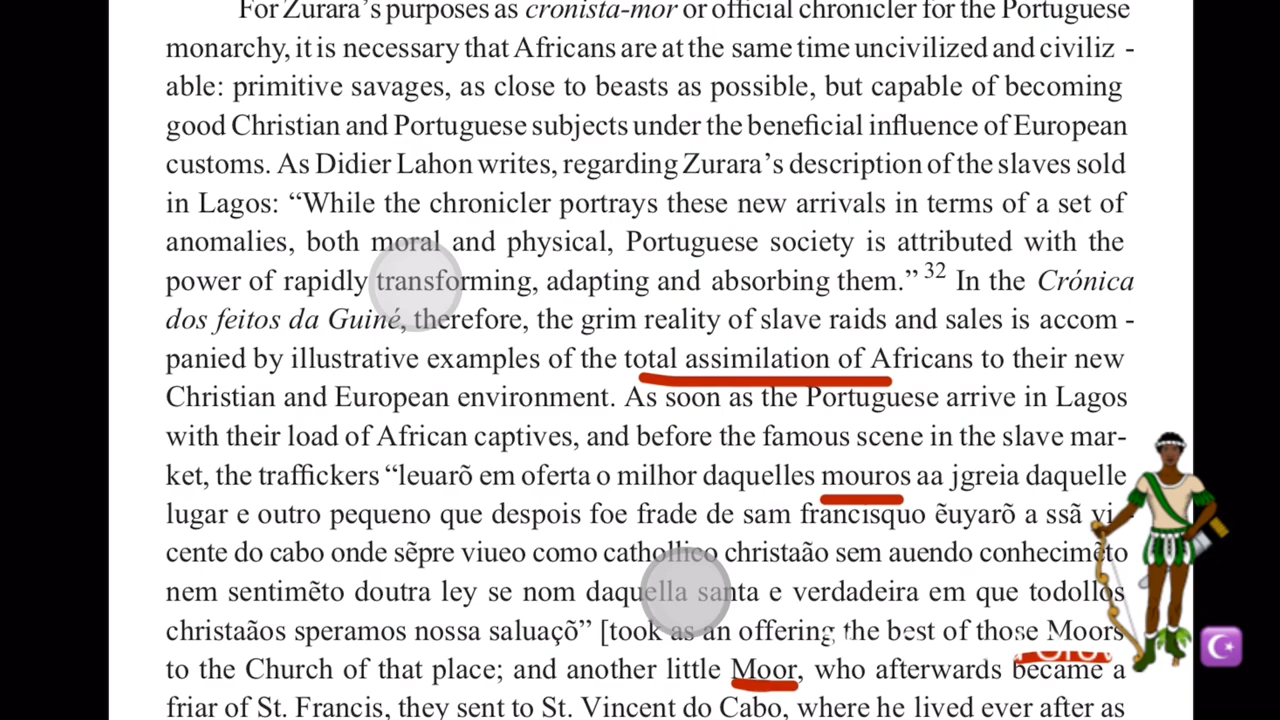 For Zurara’s purposes as cronista-mor or official chronicler for the Portuguese
monarchy, it is necessary that Africans are at the same time uncivilized and civiliz -
able: primitive savages, as close to beasts as possible, but capable of becoming
good Christian and Portuguese subjects under the beneficial influence of European
customs. As Didier Lahon writes, regarding Zurara’s description of the slaves sold
in Lagos: “While the chronicler portrays these new arrivals in terms of a set of
anomalies, both moral and physical, Portuguese society is attributed with the
power of rapidly transforming, adapting and absorbing them.” 32 In the Crónica
dos feitos da Guiné, therefore, the grim reality of slave raids and sales is accom -
panied by illustrative examples of the total assimilation of Africans to their new
Christian and European environment. As soon as the Portuguese arrive in Lagos
with their load of African captives, and before the famous scene in the slave mar-
ket, the traffickers “leuarõ em oferta o milhor daquelles mouros aa jgreia daquelle
lugar e outro pequeno que despois foe frade de sam francisquo ẽuyarõ a ssã vi
cente do cabo onde sẽpre viueo como cathollico christaão sem auendo conhecimẽto
nem sentimẽto doutra ley se nom daquella santa e verdadeira em que todollos
christaãos speramos nossa saluaçõ” [took as an offering the best of those Moors
to the Church of that place; and another little Moor, who afterwards became a
friar of St. Francis, they sent to St. Vincent do Cabo, where he lived ever after as